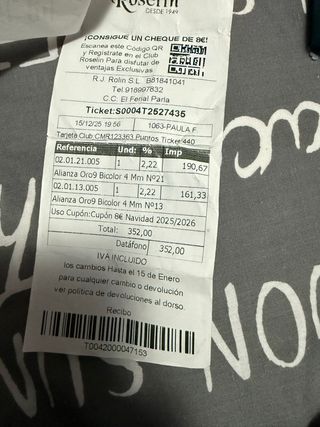 Roselin
DESDE 1949
¡CONSIGUE UN CHEQUE DE 8€!
Escanea este Código QR
y Regístrate en el Club
Roselin Para disfutar de
ventajas Exclusivas
R.J. Rolin S.L. B81841041
Tel.916997832
C.C. El Ferial Parla
Ticket:S0004T2527435
15/12/25 19:56 1063-PAULA F.
Tarjeta Club:CMR123363 Puntos Ticket:440
Referencia Und: % Imp
02.01.21.005 1 2,22 190,67
Alianza Oro9 Bicolor 4 Mm Nº21
02.01.13.005 1 2,22 161,33
Alianza Oro9 Bicolor 4 Mm Nº13
Uso Cupón:Cupón 8€ Navidad 2025/2026
Total: 352,00
Datáfono 352,00
IVA INCLUIDO
los cambios Hasta el 15 de Enero
para cualquier cambio o devolución
ver política de devoluciones al dorso.
Recibo
T0042000047153